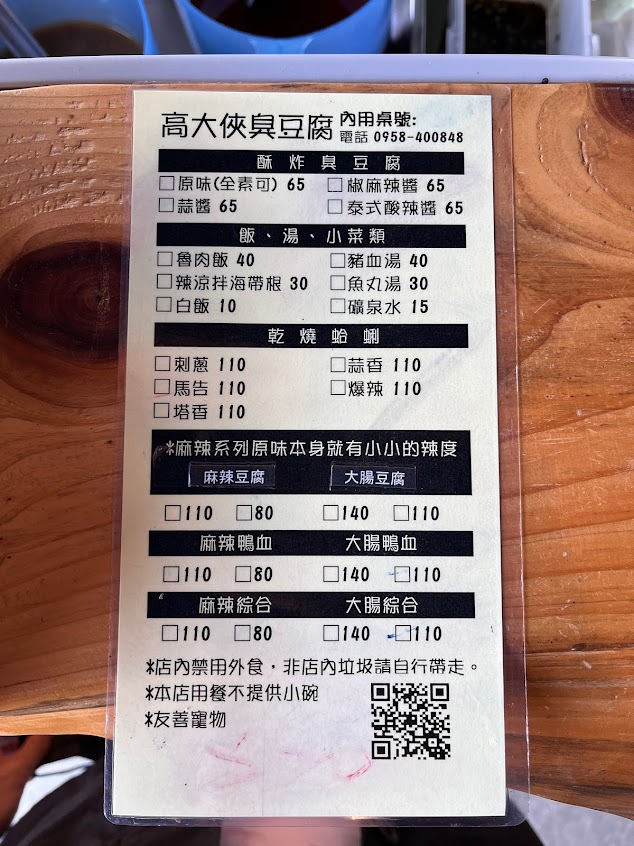 高大俠臭豆腐 內用桌號:
電話 0958-400848
酥炸臭豆腐
□原味(全素可) 65 □椒麻辣醬 65
□蒜醬 65 □泰式酸辣醬 65
飯、湯、小菜類
□魯肉飯 40 □豬血湯 40
□辣涼拌海帶根 30 □魚丸湯 30
□白飯 10 □礦泉水 15
乾燒蛤蜊
□刺蔥 110 □蒜香 110
□馬告 110 □爆辣 110
□塔香 110
*麻辣系列原味本身就有小小的辣度
麻辣豆腐 大腸豆腐
□110 □80 □140 □110
麻辣鴨血 大腸鴨血
□110 □80 □140 □110
麻辣綜合 大腸綜合
□110 □80 □140 □110
*店內禁用外食，非店內垃圾請自行帶走。
*本店用餐不提供小碗
*友善寵物